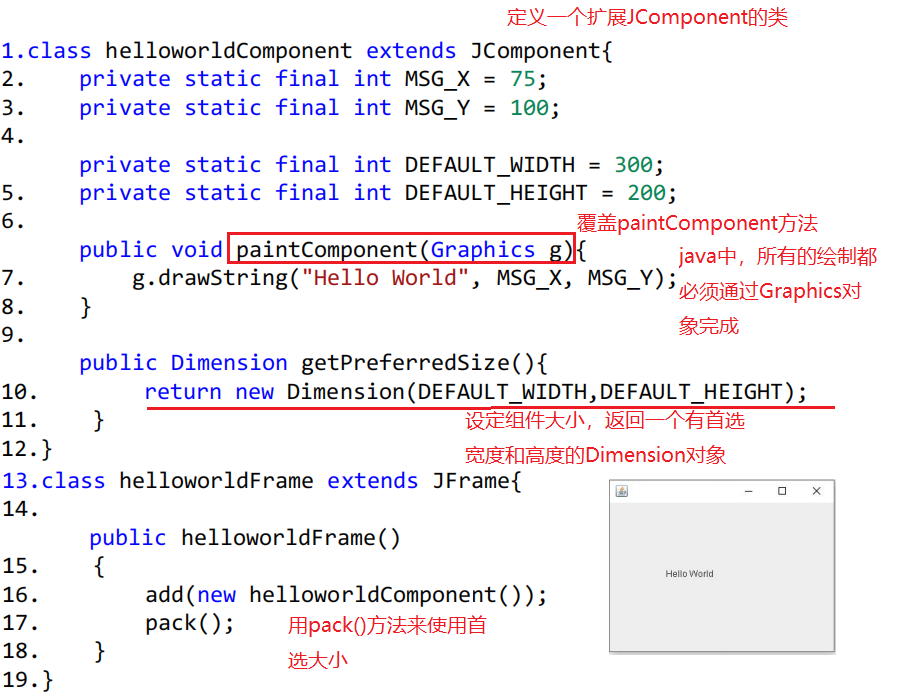 定义一个扩展JComponent的类
1.class helloworldComponent extends JComponent{
2. private static final int MSG_X = 75;
3. private static final int MSG_Y = 100;
4.
private static final int DEFAULT_WIDTH = 300;
5. private static final int DEFAULT_HEIGHT = 200;
6.
覆盖paintComponent方法
public void paintComponent(Graphics g){
java中，所有的绘制都
7. g.drawString("Hello World", MSG_X, MSG_Y);
必须通过Graphics对
8. }
象完成
9.
public Dimension getPreferredSize(){
10. return new Dimension(DEFAULT_WIDTH,DEFAULT_HEIGHT);
11. }
设定组件大小，返回一个有首选
12.}
宽度和高度的Dimension对象
13.class helloworldFrame extends JFrame{
14.
public helloworldFrame()
15. {
16. add(new helloworldComponent());
17. pack();
用pack()方法来使用首
18. }
选大小
19.}
Hello World